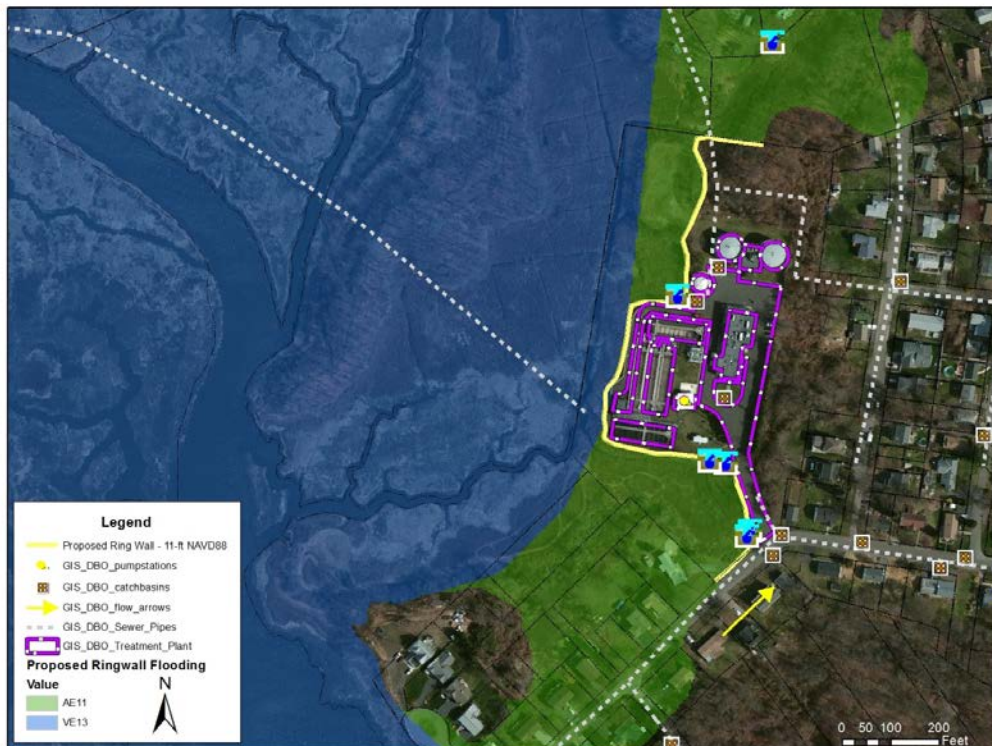 Legend
Proposed Ring Wall - 11-ft NAVD88
GIS_DBO_pumpstations
GIS_DBO_catchbasins
GIS_DBO_flow_arrows
GIS_DBO_Sewer_Pipes
GIS_DBO_Treatment_Plant
Proposed Ringwall Flooding
Value
AE11
VE13
N
0 50 100 200
Feet